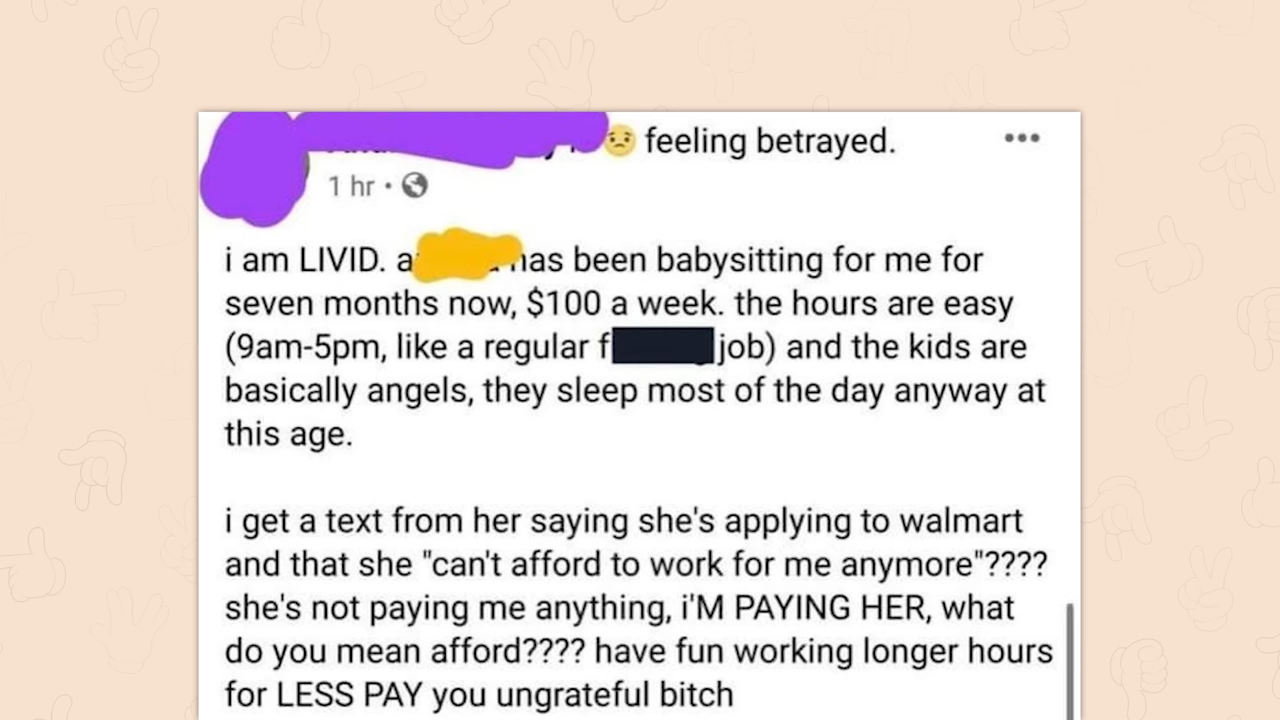 feeling betrayed.
1 hr
i am LIVID. has been babysitting for me for
seven months now, $100 a week. the hours are easy
(9am-5pm, like a regular f job) and the kids are
basically angels, they sleep most of the day anyway at
this age.
i get a text from her saying she's applying to walmart
and that she "can't afford to work for me anymore"????
she's not paying me anything, i'M PAYING HER, what
do you mean afford???? have fun working longer hours
for LESS PAY you ungrateful bitch